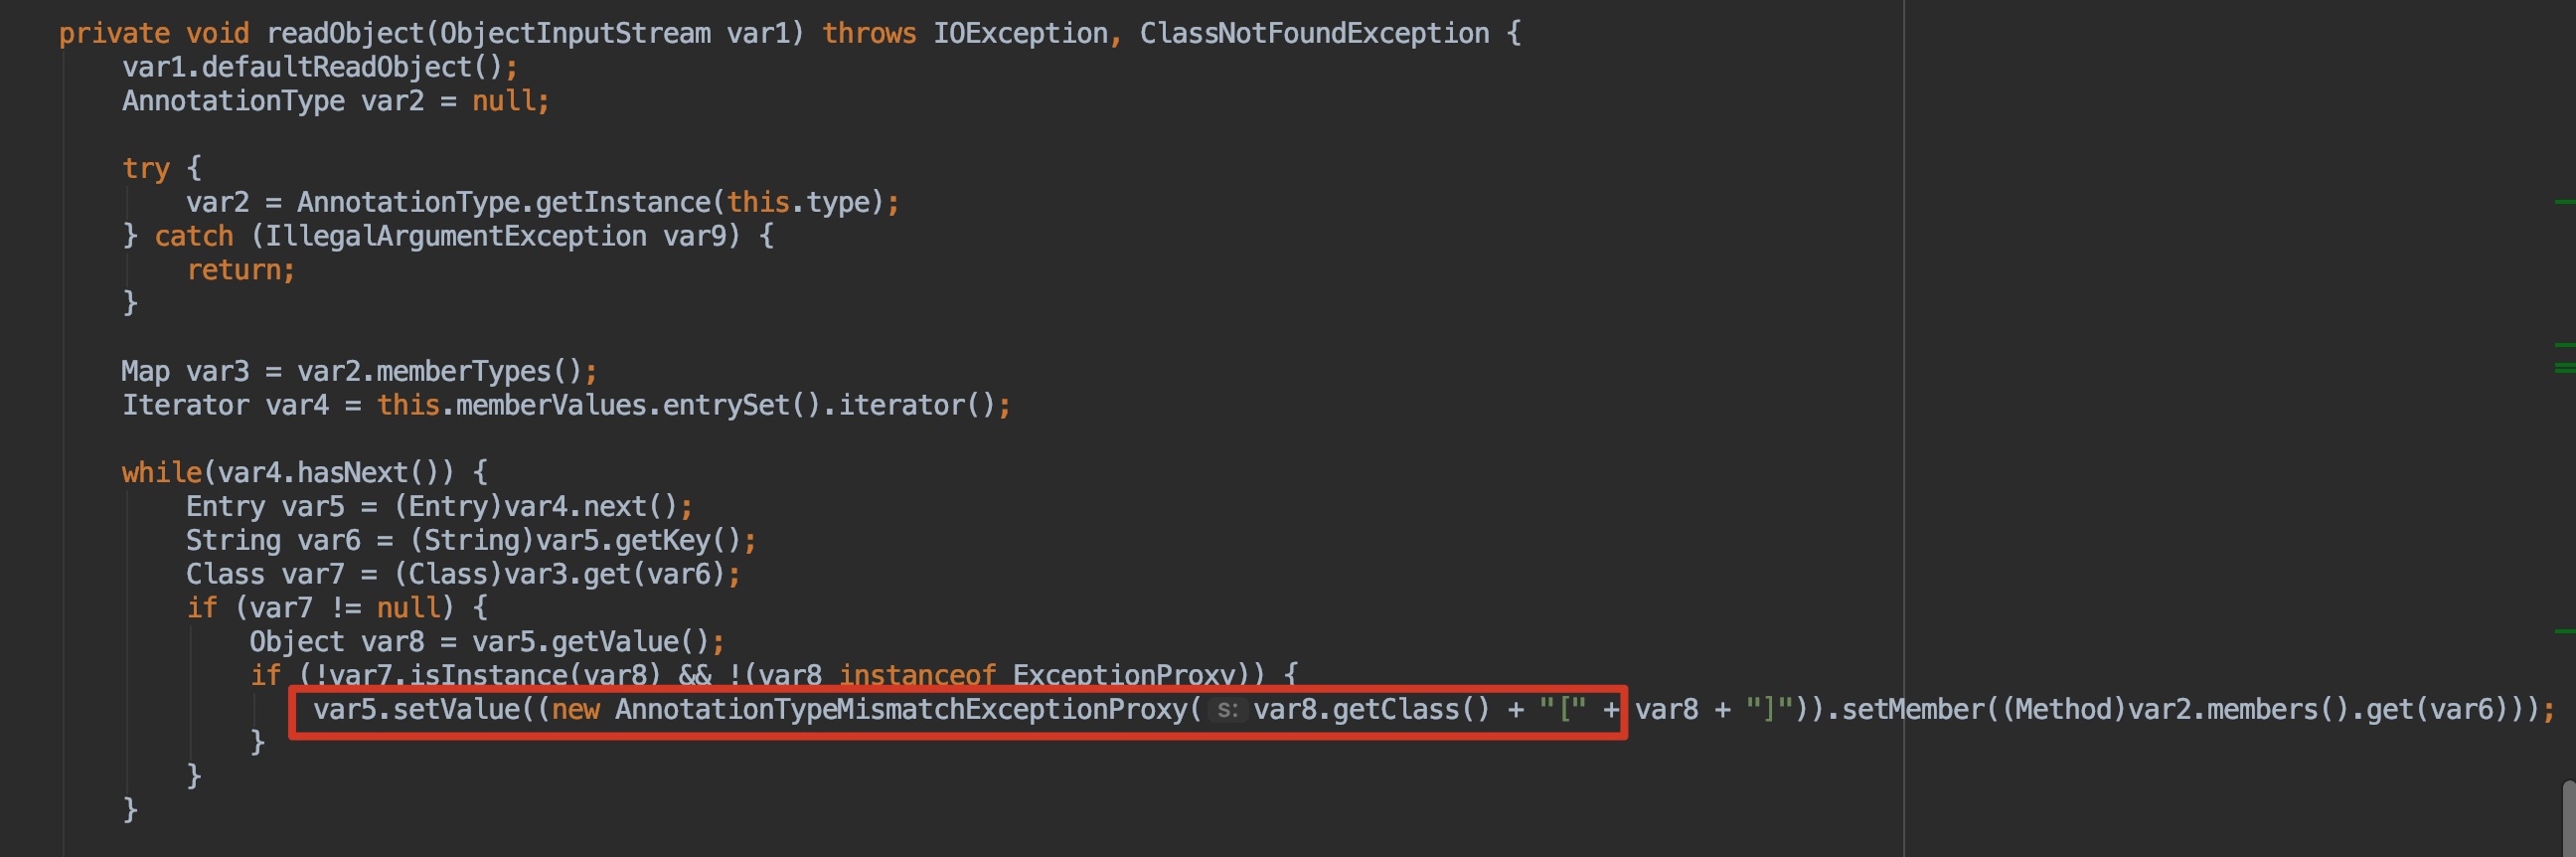 private void readObject(ObjectInputStream var1) throws IOException, ClassNotFoundException {
var1.defaultReadObject();
AnnotationType var2 = null;
try {
var2 = AnnotationType.getInstance(this.type);
} catch (IllegalArgumentException var9) {
return;
}
Map var3 = var2.memberTypes();
Iterator var4 = this.memberValues.entrySet().iterator();
while(var4.hasNext()) {
Entry var5 = (Entry)var4.next();
String var6 = (String)var5.getKey();
Class var7 = (Class)var3.get(var6);
if (var7 != null) {
Object var8 = var5.getValue();
if (!var7.isInstance(var8) && !(var8 instanceof ExceptionProxy)) {
var5.setValue((new AnnotationTypeMismatchExceptionProxy( s: var8.getClass() + "[" + var8 + "]")).setMember((Method)var2.members().get(var6)));
}
}
}